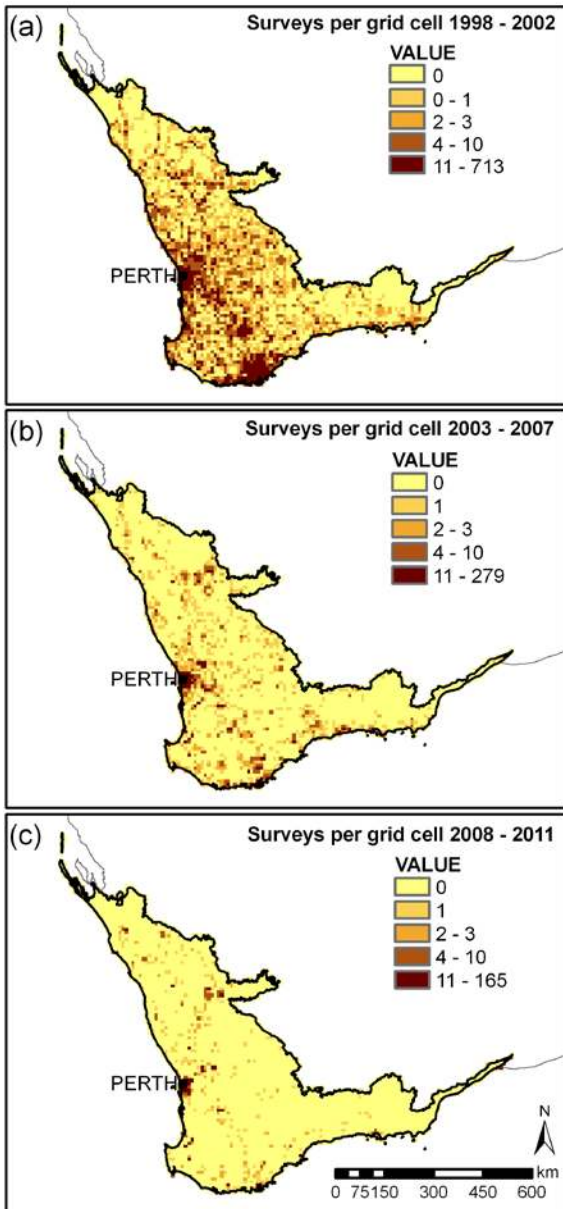 (a) Surveys per grid cell 1998 - 2002
VALUE
0
0 - 1
2 - 3
4 - 10
11 - 713
PERTH
(b) Surveys per grid cell 2003 - 2007
VALUE
0
1
2 - 3
4 - 10
11 - 279
PERTH
(c) Surveys per grid cell 2008 - 2011
VALUE
0
1
2 - 3
4 - 10
11 - 165
PERTH
N
km
0 75 150 300 450 600